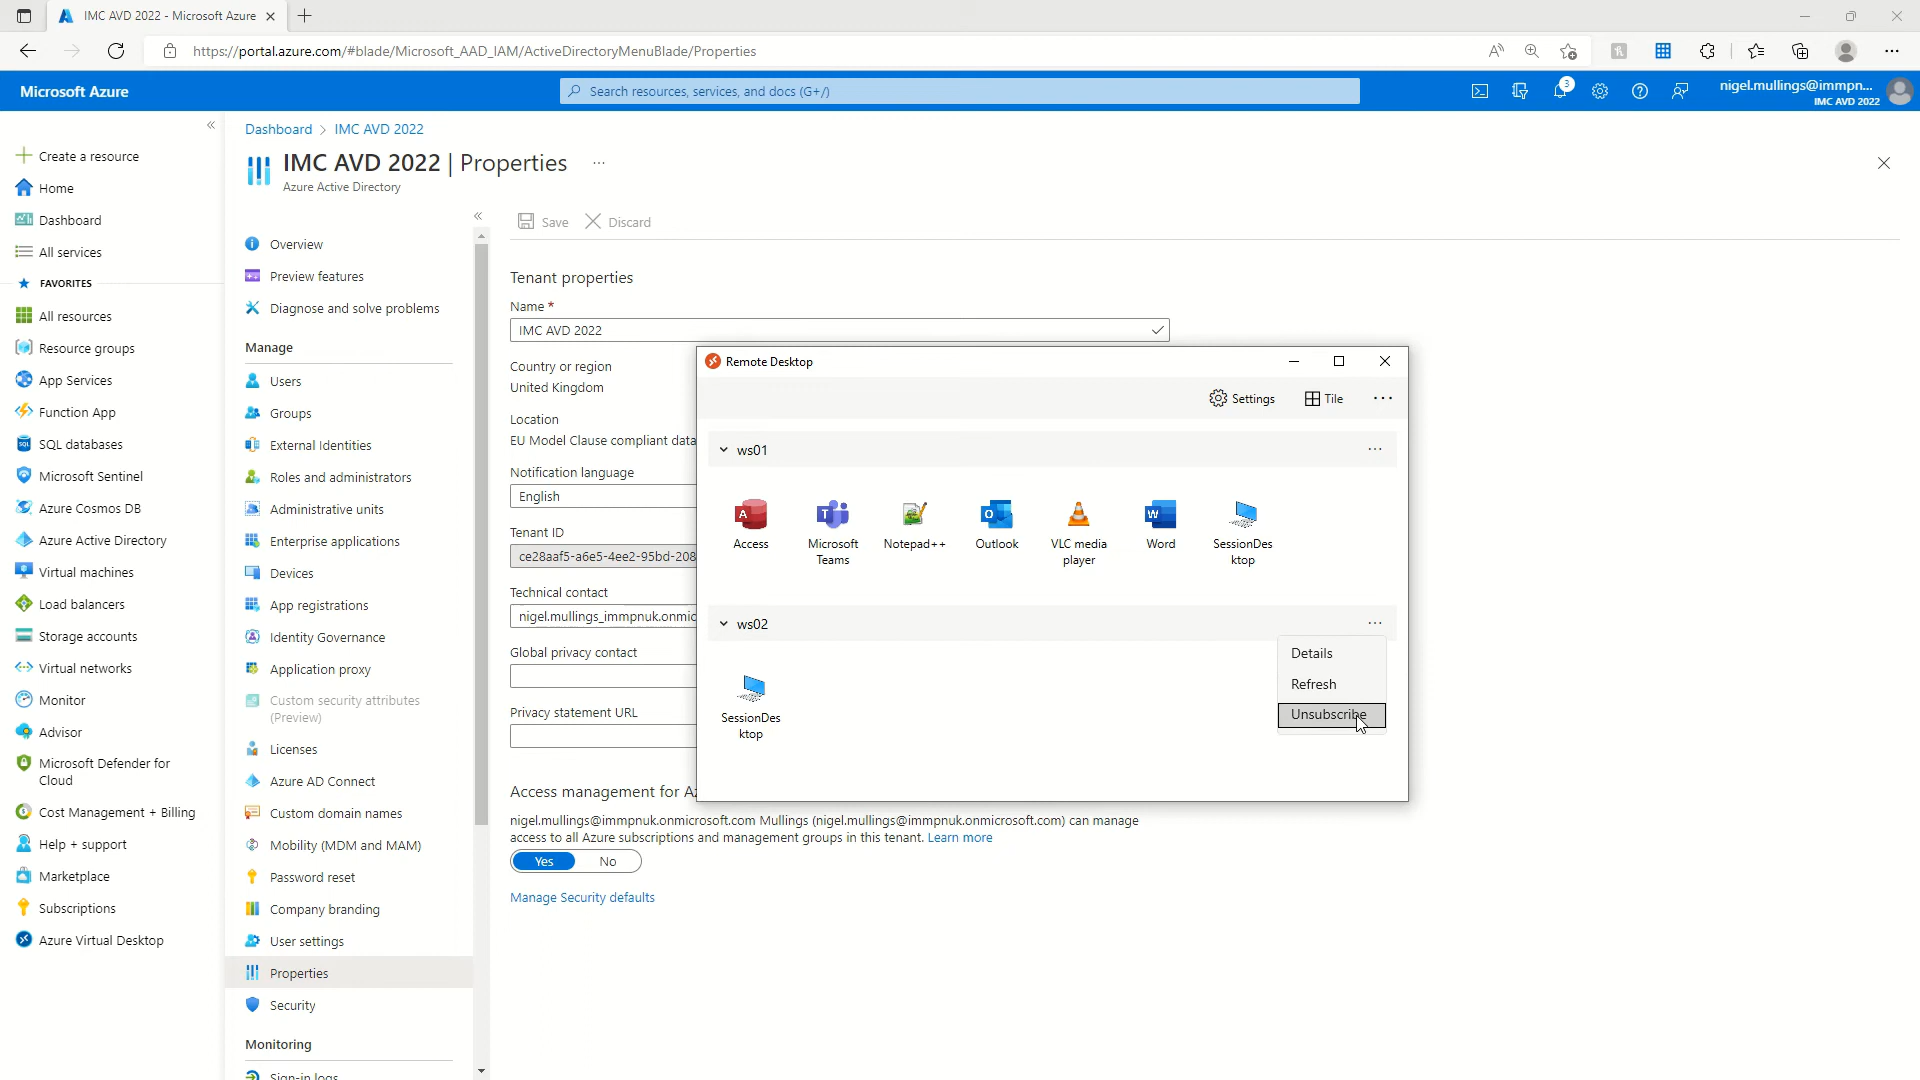 IMC AVD 2022 - Microsoft Azure
https://portal.azure.com/#blade/Microsoft_AAD_IAM/ActiveDirectoryMenuBlade/Properties
Microsoft Azure
Search resources, services, and docs (G+/)
3
nigel.mullings@immpn...
IMC AVD 2022
Create a resource
Home
Dashboard
All services
FAVORITES
All resources
Resource groups
App Services
Function App
SQL databases
Microsoft Sentinel
Azure Cosmos DB
Azure Active Directory
Virtual machines
Load balancers
Storage accounts
Virtual networks
Monitor
Advisor
Microsoft Defender for
Cloud
Cost Management + Billing
Help + support
Marketplace
Subscriptions
Azure Virtual Desktop
Dashboard > IMC AVD 2022
IMC AVD 2022 | Properties ...
Azure Active Directory
Overview
Preview features
Diagnose and solve problems
Manage
Users
Groups
External Identities
Roles and administrators
Administrative units
Enterprise applications
Devices
App registrations
Identity Governance
Application proxy
Custom security attributes
(Preview)
Licenses
Azure AD Connect
Custom domain names
Mobility (MDM and MAM)
Password reset
Company branding
User settings
Properties
Security
Monitoring
Sign-in logs
Save
Discard
Tenant properties
Name *
IMC AVD 2022
Country or region
United Kingdom
Location
EU Model Clause compliant data
Notification language
English
Tenant ID
ce28aaf5-a6e5-4ee2-95bd-208
Technical contact
nigel.mullings_immpnuk.onmic
Global privacy contact
Privacy statement URL
Access management for Az
nigel.mullings@immpnuk.onmicrosoft.com Mullings (nigel.mullings@immpnuk.onmicrosoft.com) can manage
access to all Azure subscriptions and management groups in this tenant. Learn more
Yes
No
Manage Security defaults
Remote Desktop
Settings
Tile
ws01
Access
Microsoft
Teams
Notepad++
Outlook
VLC media
player
Word
SessionDes
ktop
ws02
SessionDes
ktop
Details
Refresh
Unsubscribe